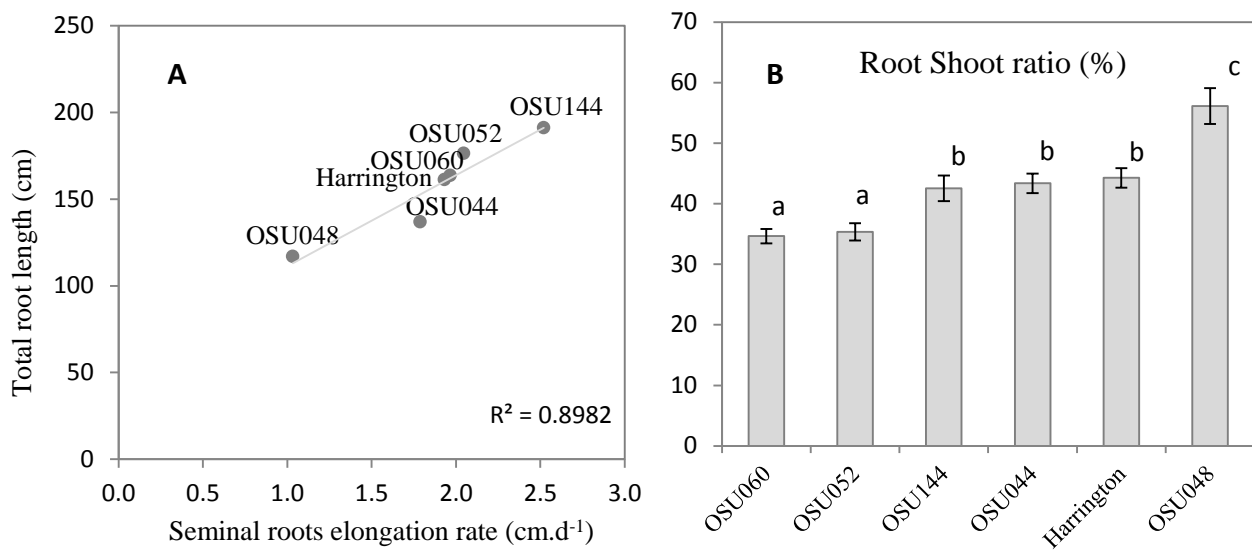 A
Total root length (cm)
250
200
150
100
50
0
OSU144
OSU052
OSU060
Harrington
OSU044
OSU048
R² = 0.8982
0.0 0.5 1.0 1.5 2.0 2.5 3.0
Seminal roots elongation rate (cm.d⁻¹)
B
Root Shoot ratio (%)
70
60
50
40
30
20
10
0
a a b b b c
OSU060 OSU052 OSU144 OSU044 Harrington OSU048